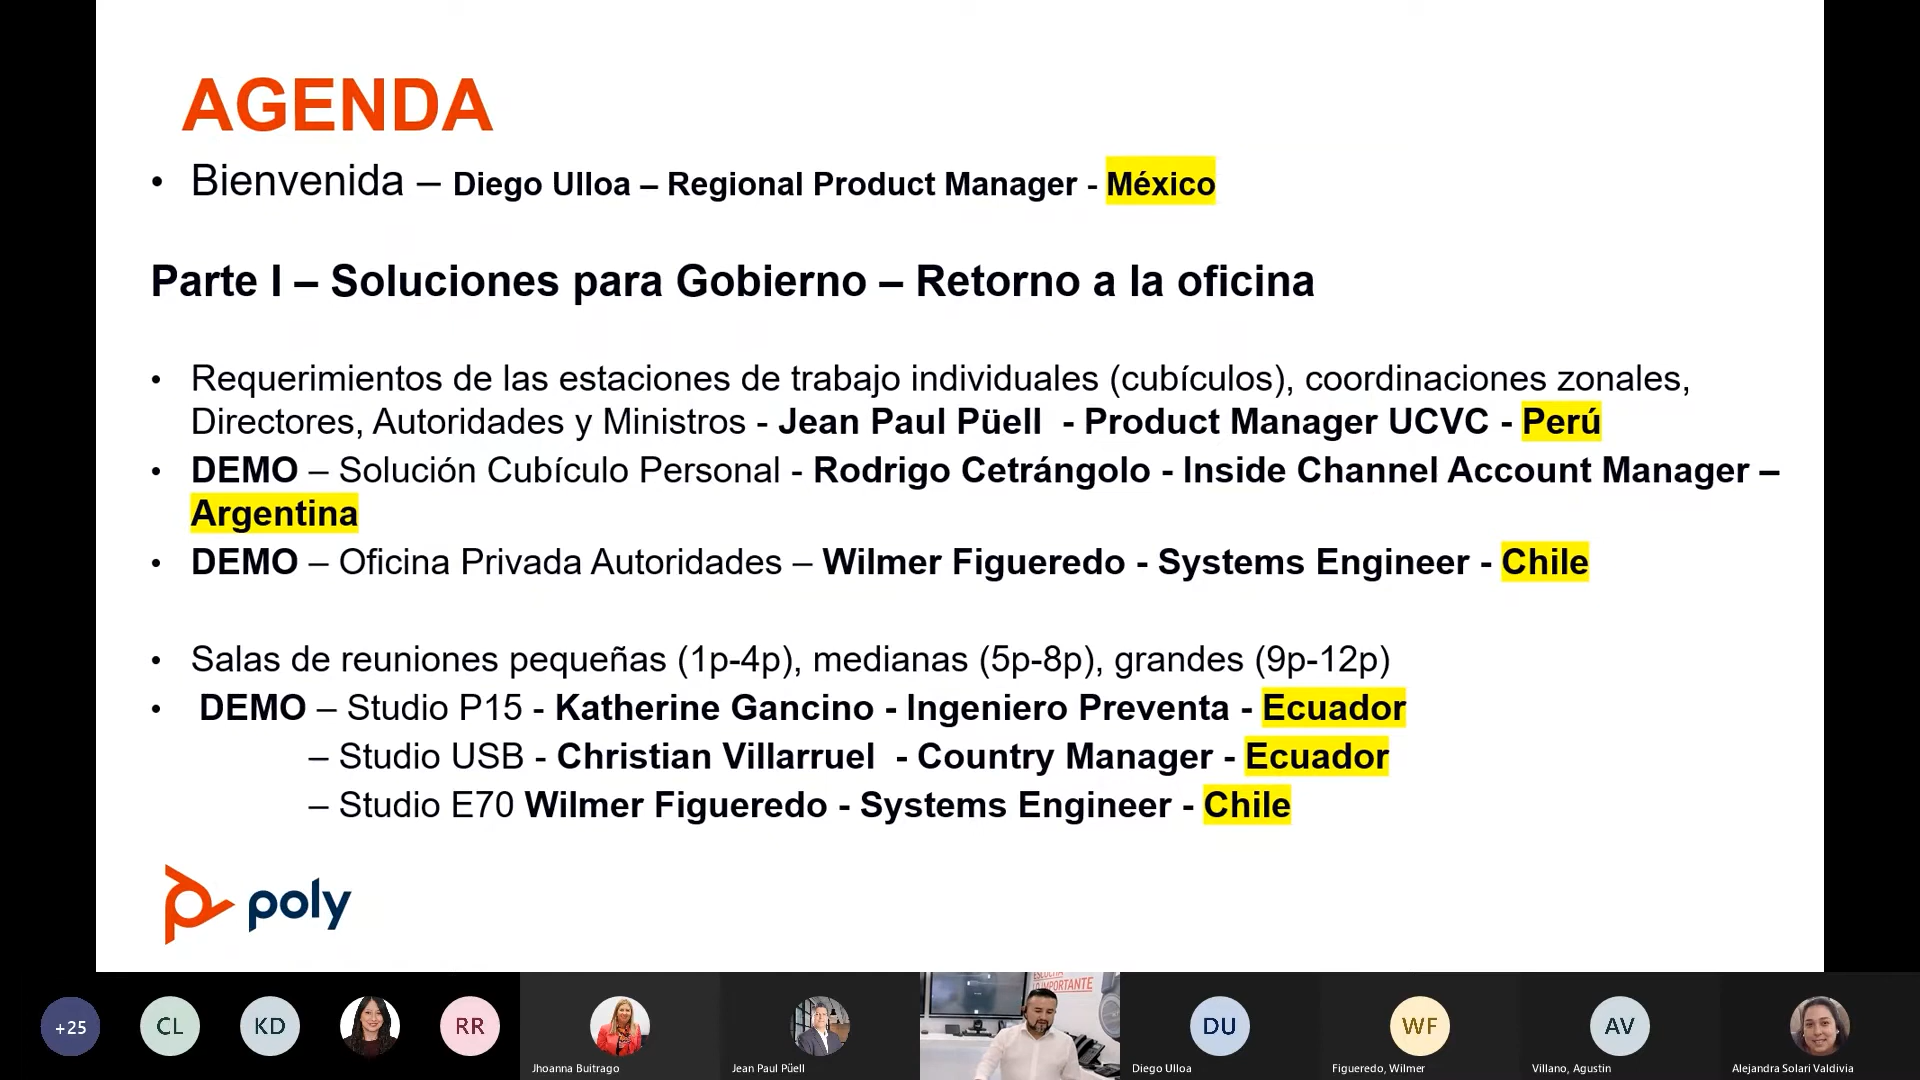 AGENDA
• Bienvenida – Diego Ulloa – Regional Product Manager - México
Parte I – Soluciones para Gobierno – Retorno a la oficina
• Requerimientos de las estaciones de trabajo individuales (cubículos), coordinaciones zonales,
Directores, Autoridades y Ministros - Jean Paul Püell - Product Manager UCVC - Perú
• DEMO – Solución Cubículo Personal - Rodrigo Cetrángolo - Inside Channel Account Manager –
Argentina
• DEMO – Oficina Privada Autoridades – Wilmer Figueredo - Systems Engineer - Chile
• Salas de reuniones pequeñas (1p-4p), medianas (5p-8p), grandes (9p-12p)
• DEMO – Studio P15 - Katherine Gancino - Ingeniero Preventa - Ecuador
– Studio USB - Christian Villarruel - Country Manager - Ecuador
– Studio E70 Wilmer Figueredo - Systems Engineer - Chile
poly
ESCUCHA
LO IMPORTANTE
+25
CL
KD
RR
DU
WF
AV
Jhoanna Buitrago
Jean Paul Püell
Diego Ulloa
Figueredo, Wilmer
Villano, Agustin
Alejandra Solari Valdivia